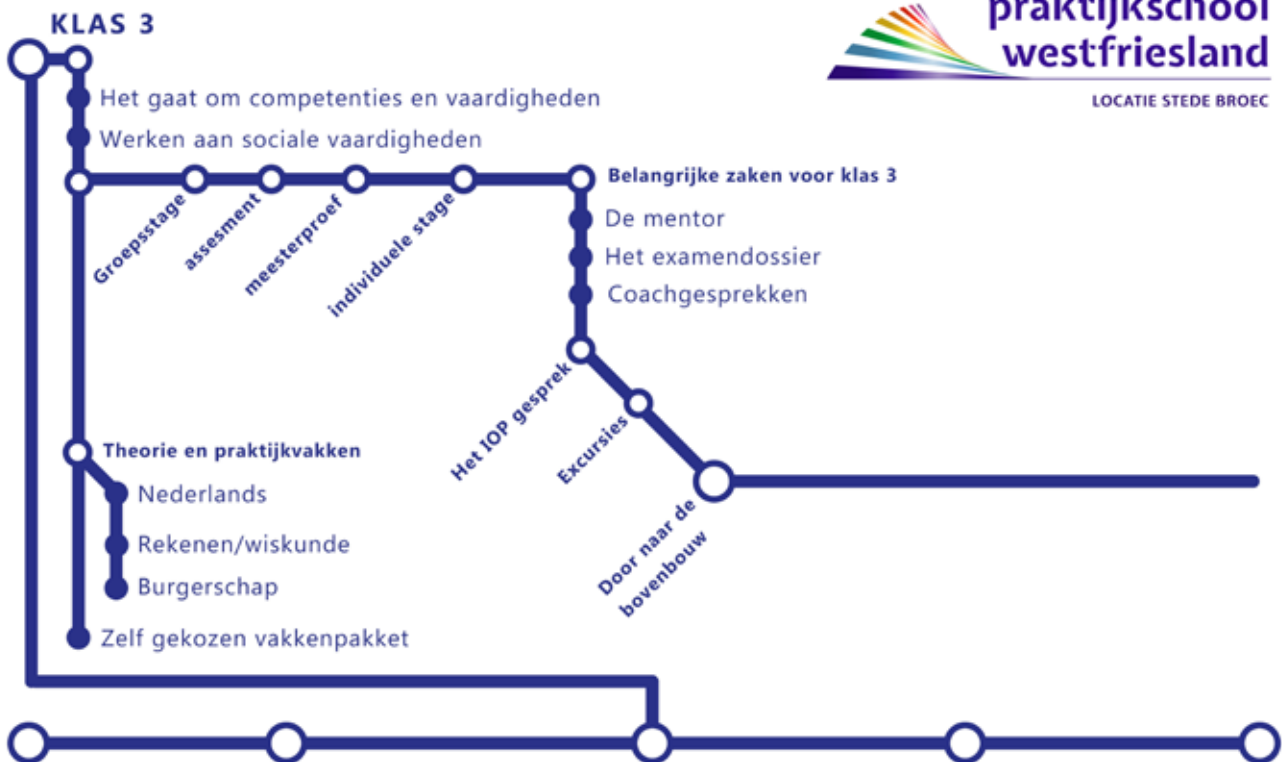 KLAS 3
praktijkschool
westfriesland
LOCATIE STEDE BROEC
Het gaat om competenties en vaardigheden
Werken aan sociale vaardigheden
Groepsstage
assesment
meesterproef
individuele stage
Belangrijke zaken voor klas 3
De mentor
Het examendossier
Coachgesprekken
Het IOP gesprek
Excursies
Door naar de
bovenbouw
Theorie en praktijkvakken
Nederlands
Rekenen/wiskunde
Burgerschap
Zelf gekozen vakkenpakket